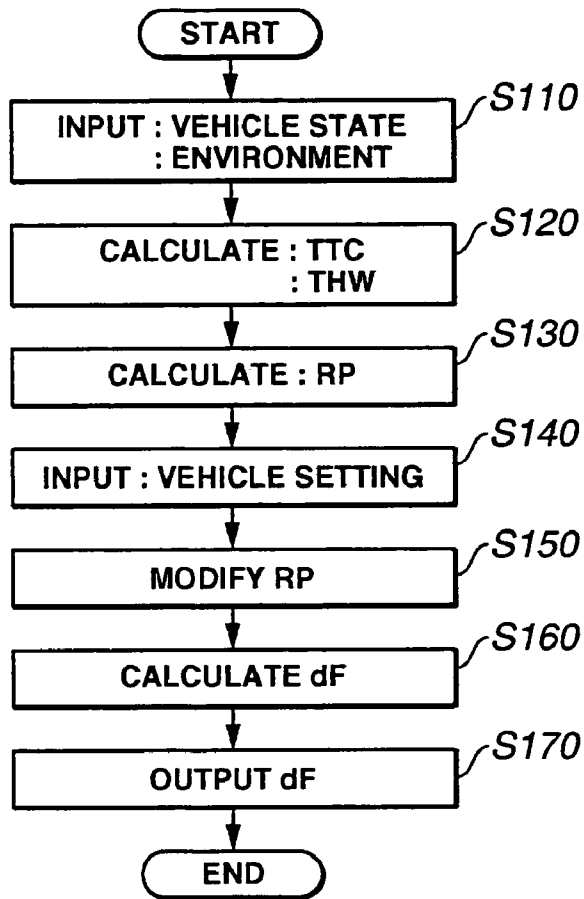 START
S110
INPUT : VEHICLE STATE
: ENVIRONMENT
S120
CALCULATE : TTC
: THW
S130
CALCULATE : RP
S140
INPUT : VEHICLE SETTING
S150
MODIFY RP
S160
CALCULATE dF
S170
OUTPUT dF
END